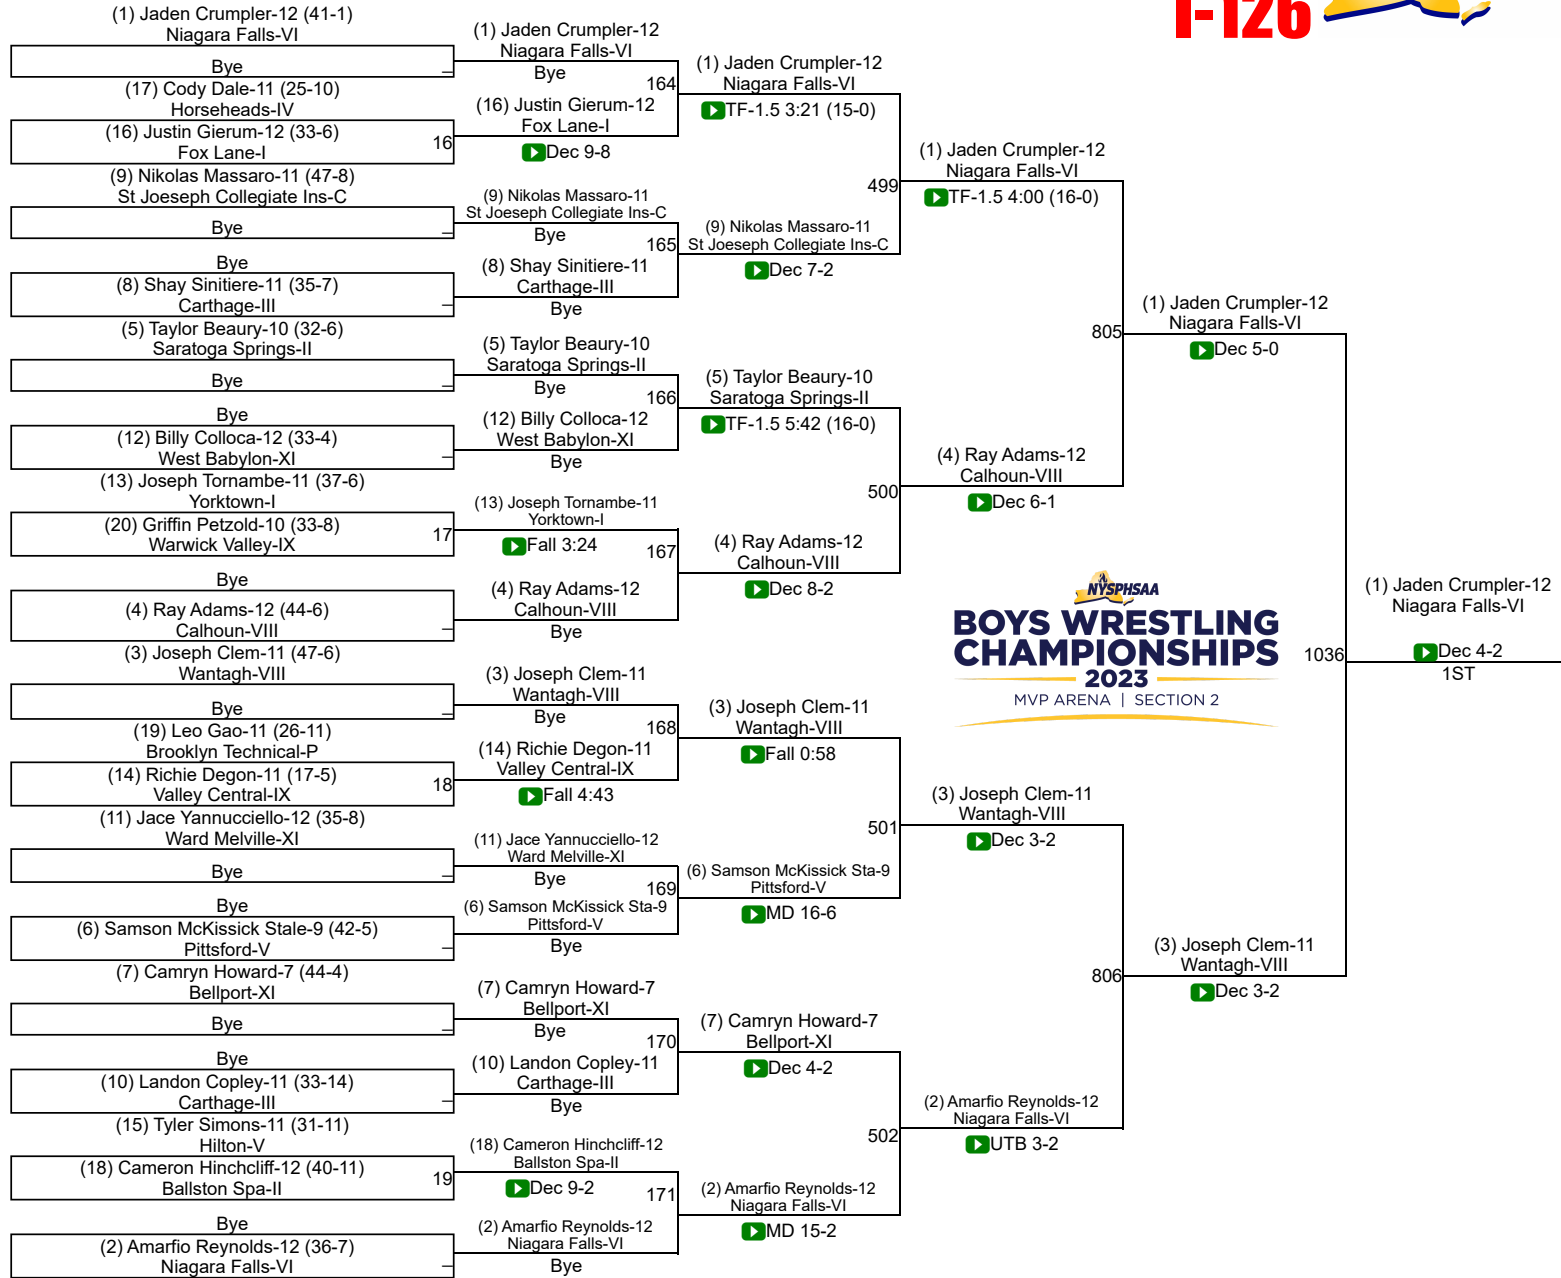 I-126
(1) Jaden Crumpler-12 (41-1)
Niagara Falls-VI
Bye
(17) Cody Dale-11 (25-10)
Horseheads-IV
(16) Justin Gierum-12 (33-6)
Fox Lane-I
16
(9) Nikolas Massaro-11 (47-8)
St Joeseph Collegiate Ins-C
Bye
Bye
(8) Shay Sinitiere-11 (35-7)
Carthage-III
(5) Taylor Beaury-10 (32-6)
Saratoga Springs-II
Bye
Bye
(12) Billy Colloca-12 (33-4)
West Babylon-XI
(13) Joseph Tornambe-11 (37-6)
Yorktown-I
(20) Griffin Petzold-10 (33-8)
Warwick Valley-IX
17
Bye
(4) Ray Adams-12 (44-6)
Calhoun-VIII
(3) Joseph Clem-11 (47-6)
Wantagh-VIII
Bye
(19) Leo Gao-11 (26-11)
Brooklyn Technical-P
(14) Richie Degon-11 (17-5)
Valley Central-IX
18
(11) Jace Yannucciello-12 (35-8)
Ward Melville-XI
Bye
Bye
(6) Samson McKissick Stale-9 (42-5)
Pittsford-V
(7) Camryn Howard-7 (44-4)
Bellport-XI
Bye
Bye
(10) Landon Copley-11 (33-14)
Carthage-III
(15) Tyler Simons-11 (31-11)
Hilton-V
(18) Cameron Hinchcliff-12 (40-11)
Ballston Spa-II
19
Bye
(2) Amarfio Reynolds-12 (36-7)
Niagara Falls-VI
(1) Jaden Crumpler-12
Niagara Falls-VI
Bye
164
(16) Justin Gierum-12
Fox Lane-I
Dec 9-8
(9) Nikolas Massaro-11
St Joeseph Collegiate Ins-C
Bye
165
(8) Shay Sinitiere-11
Carthage-III
Bye
(5) Taylor Beaury-10
Saratoga Springs-II
Bye
166
(12) Billy Colloca-12
West Babylon-XI
Bye
(13) Joseph Tornambe-11
Yorktown-I
Fall 3:24
167
(4) Ray Adams-12
Calhoun-VIII
Bye
(3) Joseph Clem-11
Wantagh-VIII
Bye
168
(14) Richie Degon-11
Valley Central-IX
Fall 4:43
(11) Jace Yannucciello-12
Ward Melville-XI
Bye
169
(6) Samson McKissick Sta-9
Pittsford-V
Bye
(7) Camryn Howard-7
Bellport-XI
Bye
170
(10) Landon Copley-11
Carthage-III
Bye
(18) Cameron Hinchcliff-12
Ballston Spa-II
Dec 9-2
171
(2) Amarfio Reynolds-12
Niagara Falls-VI
Bye
(1) Jaden Crumpler-12
Niagara Falls-VI
TF-1.5 3:21 (15-0)
499
(9) Nikolas Massaro-11
St Joeseph Collegiate Ins-C
Dec 7-2
(5) Taylor Beaury-10
Saratoga Springs-II
TF-1.5 5:42 (16-0)
500
(4) Ray Adams-12
Calhoun-VIII
Dec 8-2
(3) Joseph Clem-11
Wantagh-VIII
Fall 0:58
501
(6) Samson McKissick Sta-9
Pittsford-V
MD 16-6
(7) Camryn Howard-7
Bellport-XI
Dec 4-2
502
(2) Amarfio Reynolds-12
Niagara Falls-VI
MD 15-2
(1) Jaden Crumpler-12
Niagara Falls-VI
TF-1.5 4:00 (16-0)
805
(4) Ray Adams-12
Calhoun-VIII
Dec 6-1
NYSPHSAA
BOYS WRESTLING
CHAMPIONSHIPS
2023
MVP ARENA | SECTION 2
(3) Joseph Clem-11
Wantagh-VIII
Dec 3-2
806
(2) Amarfio Reynolds-12
Niagara Falls-VI
UTB 3-2
(1) Jaden Crumpler-12
Niagara Falls-VI
Dec 5-0
1036
(3) Joseph Clem-11
Wantagh-VIII
Dec 3-2
(1) Jaden Crumpler-12
Niagara Falls-VI
Dec 4-2
1ST